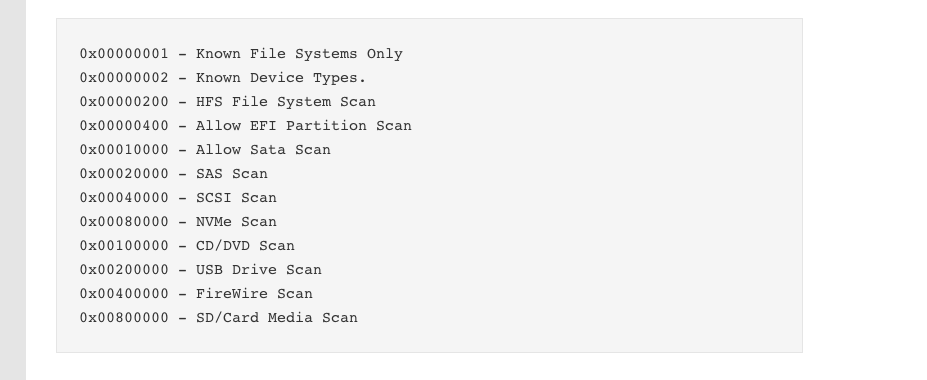 0x00000001 – Known File Systems Only
0x00000002 – Known Device Types.
0x00000200 – HFS File System Scan
0x00000400 – Allow EFI Partition Scan
0x00010000 – Allow Sata Scan
0x00020000 – SAS Scan
0x00040000 – SCSI Scan
0x00080000 – NVMe Scan
0x00100000 – CD/DVD Scan
0x00200000 – USB Drive Scan
0x00400000 – FireWire Scan
0x00800000 – SD/Card Media Scan